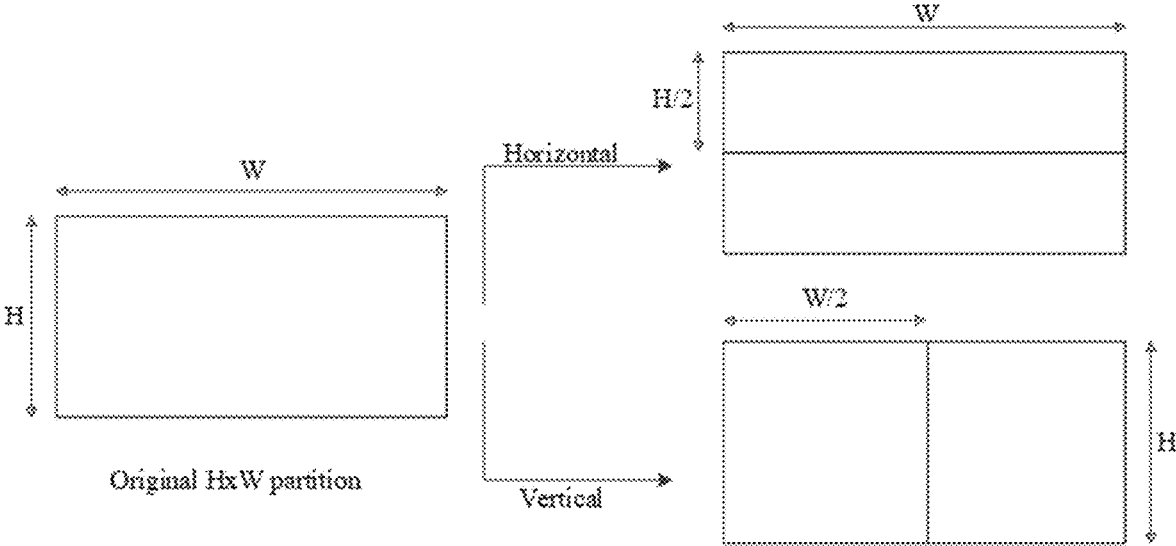 W
H
Original HxW partition
Horizontal
Vertical
W
H/2
W/2
H